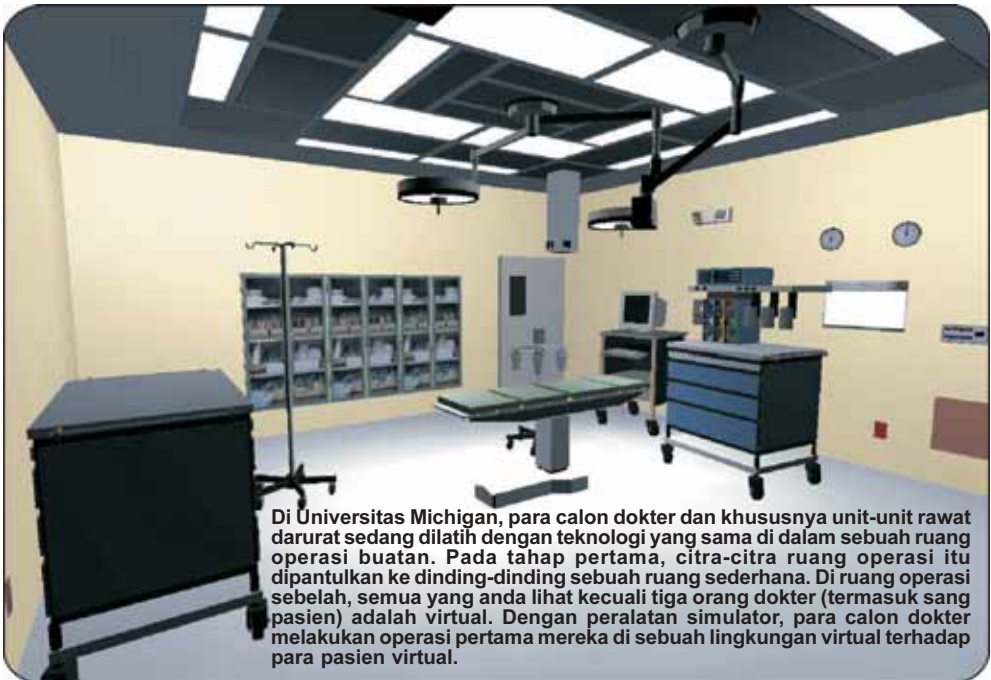 Di Universitas Michigan, para calon dokter dan khususnya unit-unit rawat
darurat sedang dilatih dengan teknologi yang sama di dalam sebuah ruang
operasi buatan. Pada tahap pertama, citra-citra ruang operasi itu
dipantulkan ke dinding-dinding sebuah ruang sederhana. Di ruang operasi
sebelah, semua yang anda lihat kecuali tiga orang dokter (termasuk sang
pasien) adalah virtual. Dengan peralatan simulator, para calon dokter
melakukan operasi pertama mereka di sebuah lingkungan virtual terhadap
para pasien virtual.